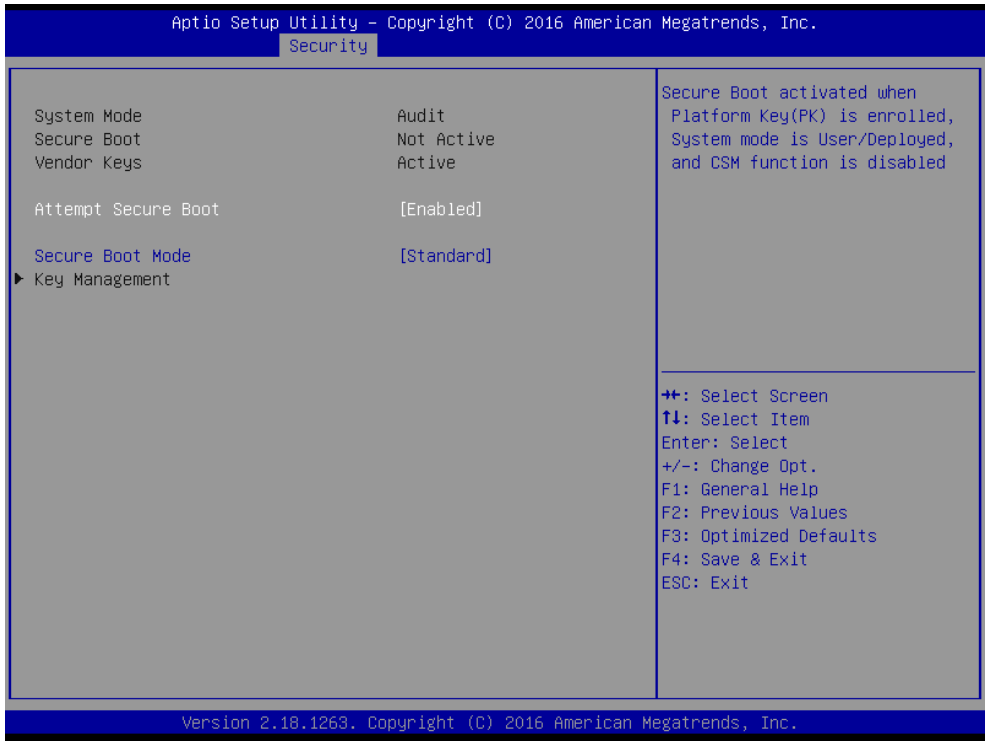 Aptio Setup Utility – Copyright (C) 2016 American Megatrends, Inc.
Security
System Mode Audit
Secure Boot Not Active
Vendor Keys Active
Attempt Secure Boot [Enabled]
Secure Boot Mode [Standard]
▶ Key Management
Secure Boot activated when
Platform Key(PK) is enrolled,
System mode is User/Deployed,
and CSM function is disabled
→←: Select Screen
↑↓: Select Item
Enter: Select
+/-: Change Opt.
F1: General Help
F2: Previous Values
F3: Optimized Defaults
F4: Save & Exit
ESC: Exit
Version 2.18.1263. Copyright (C) 2016 American Megatrends, Inc.